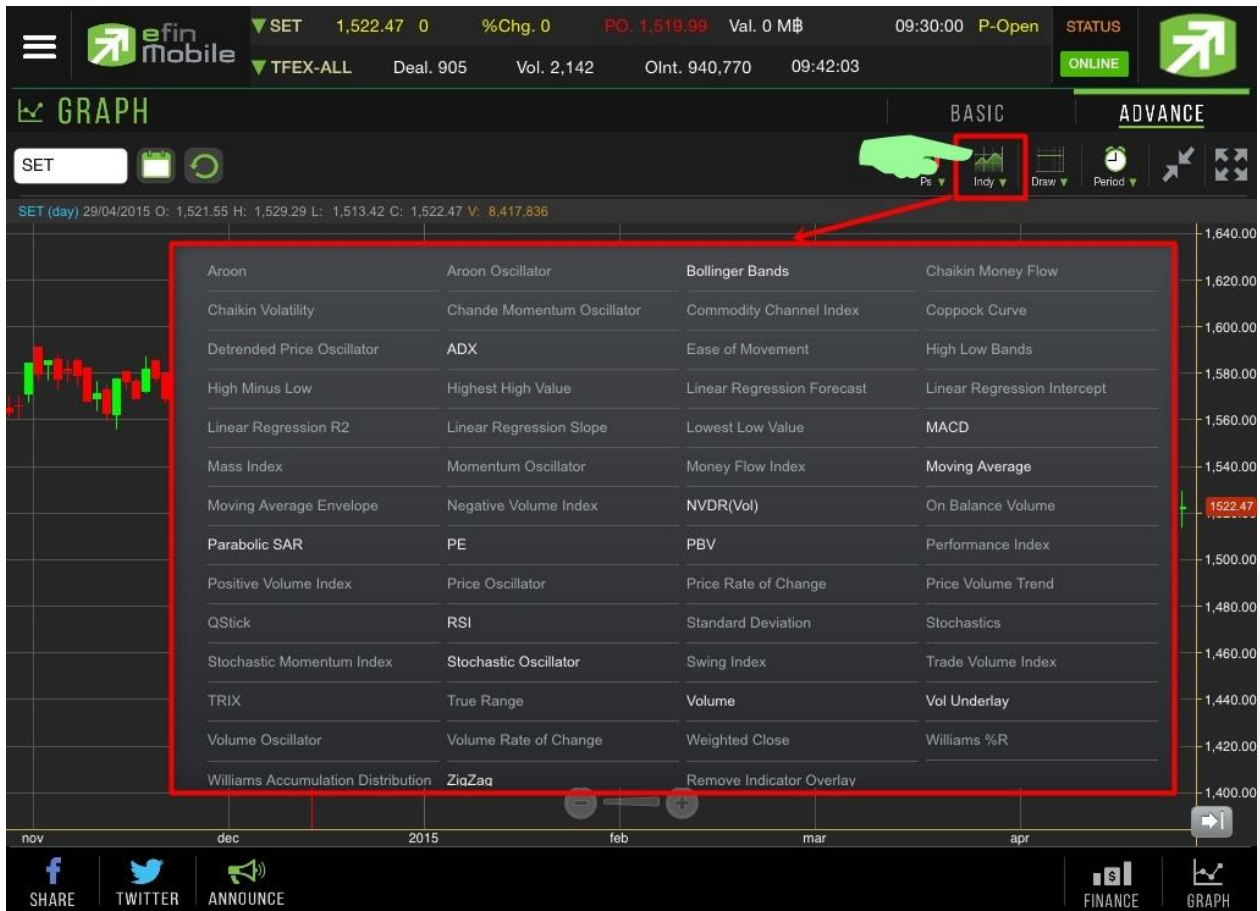 efin Mobile
▼ SET 1,522.47 0 %Chg. 0 PO. 1,519.99 Val. 0 M฿ 09:30:00 P-Open STATUS
▼ TFEX-ALL Deal. 905 Vol. 2,142 OInt. 940,770 09:42:03 ONLINE
GRAPH BASIC ADVANCE
SET Ps ▼ Indy ▼ Draw ▼ Period ▼
SET (day) 29/04/2015 O: 1,521.55 H: 1,529.29 L: 1,513.42 C: 1,522.47 V: 8,417,836
1,640.00
Aroon Aroon Oscillator Bollinger Bands Chaikin Money Flow
1,620.00
Chaikin Volatility Chande Momentum Oscillator Commodity Channel Index Coppock Curve
1,600.00
Detrended Price Oscillator ADX Ease of Movement High Low Bands
1,580.00
High Minus Low Highest High Value Linear Regression Forecast Linear Regression Intercept
1,560.00
Linear Regression R2 Linear Regression Slope Lowest Low Value MACD
1,540.00
Mass Index Momentum Oscillator Money Flow Index Moving Average
Moving Average Envelope Negative Volume Index NVDR(Vol) On Balance Volume
1522.47
Parabolic SAR PE PBV Performance Index
1,500.00
Positive Volume Index Price Oscillator Price Rate of Change Price Volume Trend
1,480.00
QStick RSI Standard Deviation Stochastics
1,460.00
Stochastic Momentum Index Stochastic Oscillator Swing Index Trade Volume Index
1,440.00
TRIX True Range Volume Vol Underlay
1,420.00
Volume Oscillator Volume Rate of Change Weighted Close Williams %R
Williams Accumulation Distribution ZigZag Remove Indicator Overlay
1,400.00
nov dec 2015 feb mar apr
SHARE TWITTER ANNOUNCE FINANCE GRAPH